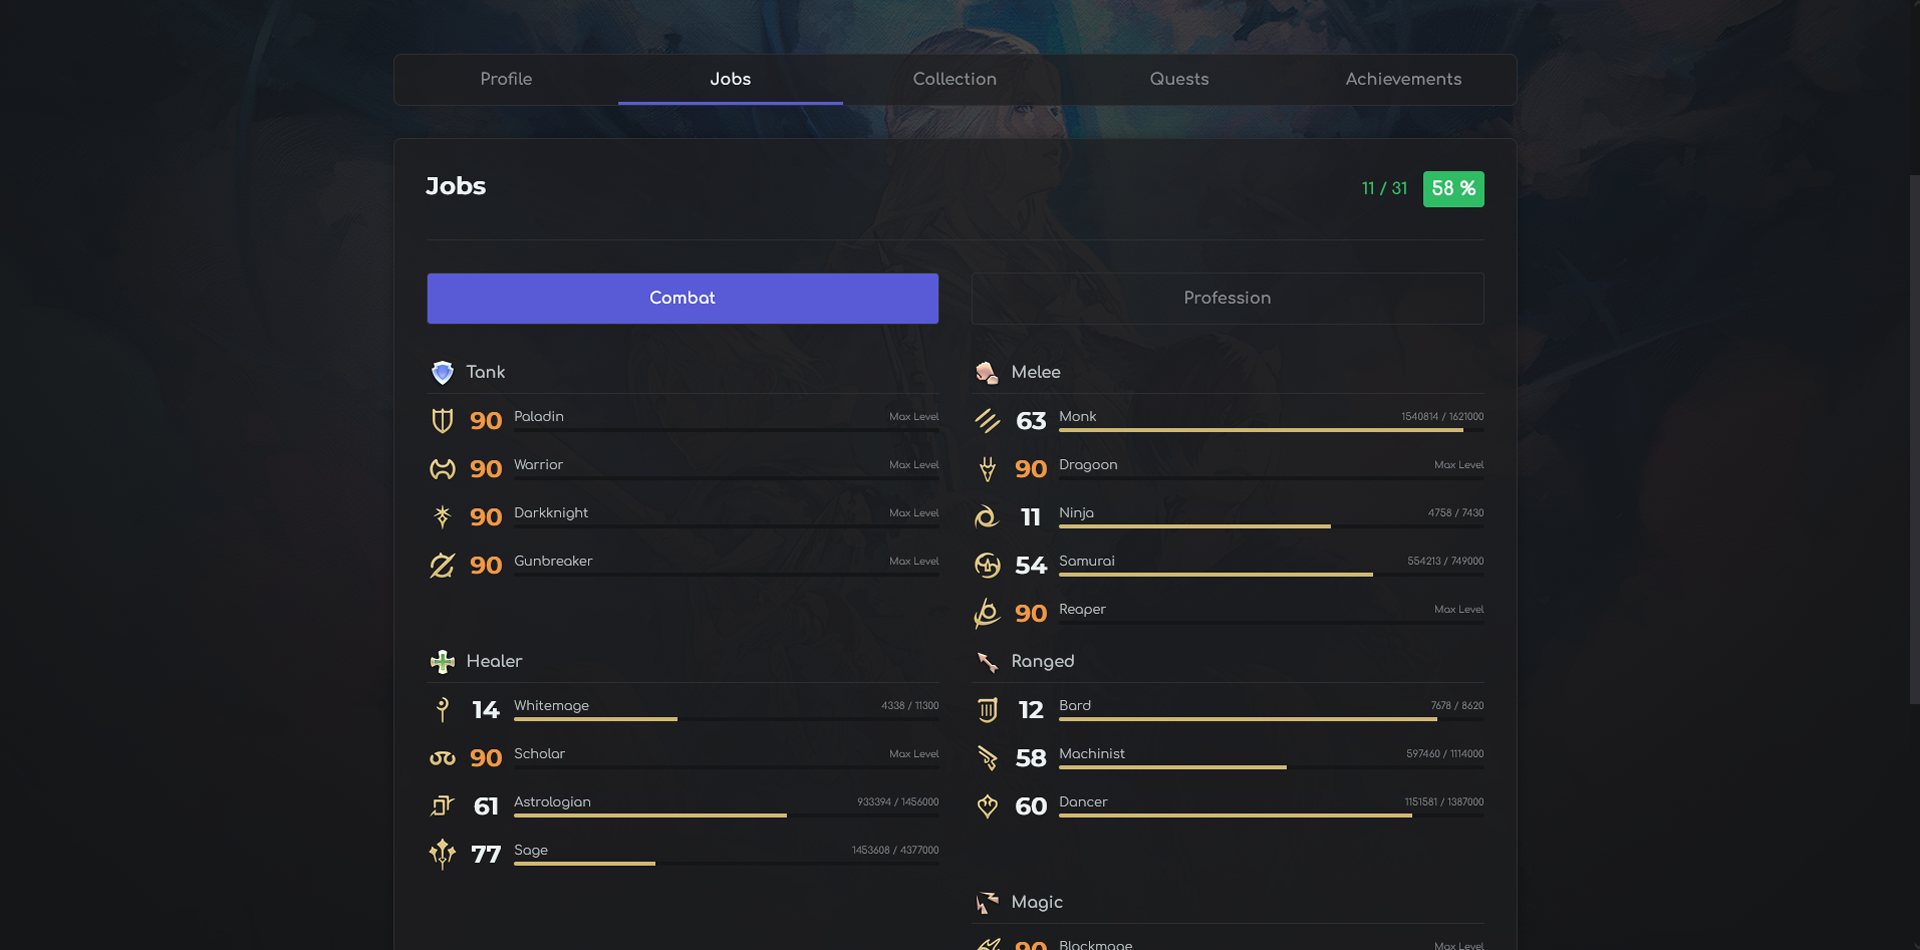 Profile Jobs Collection Quests Achievements
Jobs 11 / 31 58 %
Combat Profession
Tank
90 Paladin Max Level
90 Warrior Max Level
90 Darkknight Max Level
90 Gunbreaker Max Level
Melee
63 Monk 1540814 / 1621000
90 Dragoon Max Level
11 Ninja 4758 / 7430
54 Samurai 554213 / 749000
90 Reaper Max Level
Healer
14 Whitemage 4338 / 11300
90 Scholar Max Level
61 Astrologian 933394 / 1456000
77 Sage 1453608 / 4377000
Ranged
12 Bard 7678 / 8620
58 Machinist 597460 / 1114000
60 Dancer 1151581 / 1387000
Magic
90 Blackmage Max Level